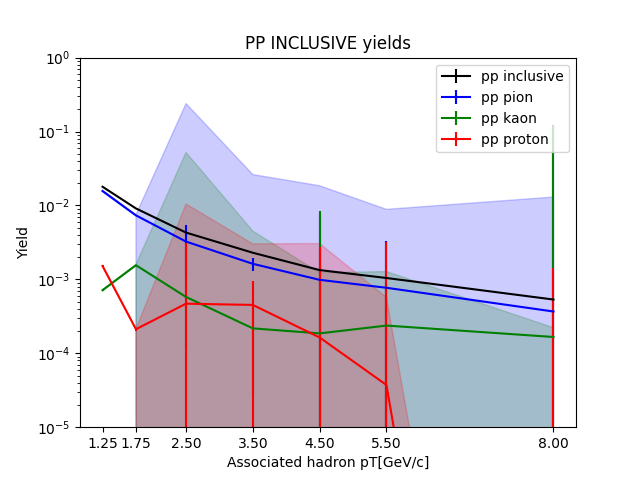 PP INCLUSIVE yields
10⁰
10⁻¹
10⁻²
10⁻³
10⁻⁴
10⁻⁵
Yield
pp inclusive
pp pion
pp kaon
pp proton
1.25 1.75 2.50 3.50 4.50 5.50 8.00
Associated hadron pT[GeV/c]